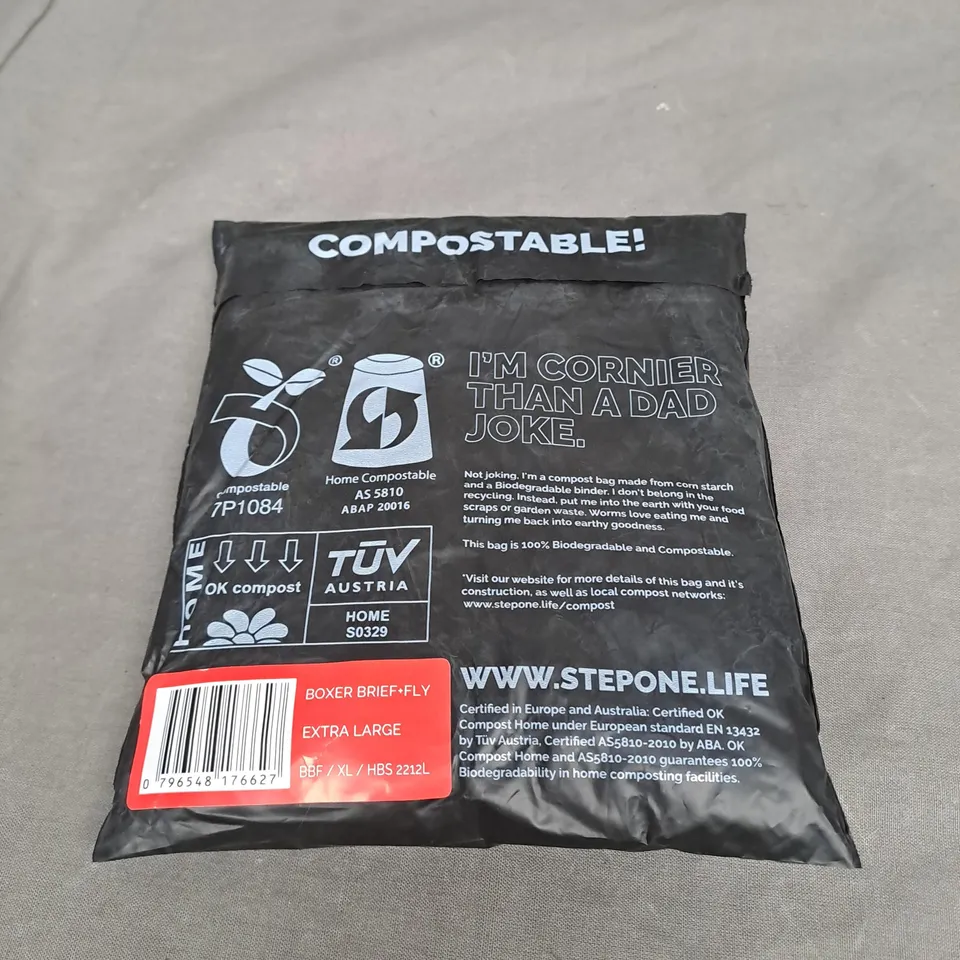 COMPOSTABLE!
®
®
I'M CORNIER
THAN A DAD
JOKE.
Home Compostable
AS 5810
ABAP 20016
7P1084
Not joking, I'm a compost bag made from corn starch
and a Biodegradable binder. I don't belong in the
recycling. Instead, put me into the earth with your food
scraps or garden waste. Worms love eating me and
turning me back into earthy goodness.
This bag is 100% Biodegradable and Compostable.
*Visit our website for more details of this bag and it's
construction, as well as local compost networks:
www.stepone.life/compost
HOME
OK compost
TÜV
AUSTRIA
HOME
S0329
WWW.STEPONE.LIFE
Certified in Europe and Australia: Certified OK
Compost Home under European standard EN 13432
by Tüv Austria, Certified AS5810-2010 by ABA. OK
Compost Home and AS5810-2010 guarantees 100%
Biodegradability in home composting facilities.
BOXER BRIEF+FLY
EXTRA LARGE
BBF / XL / HBS 2212L
0 796548 176627